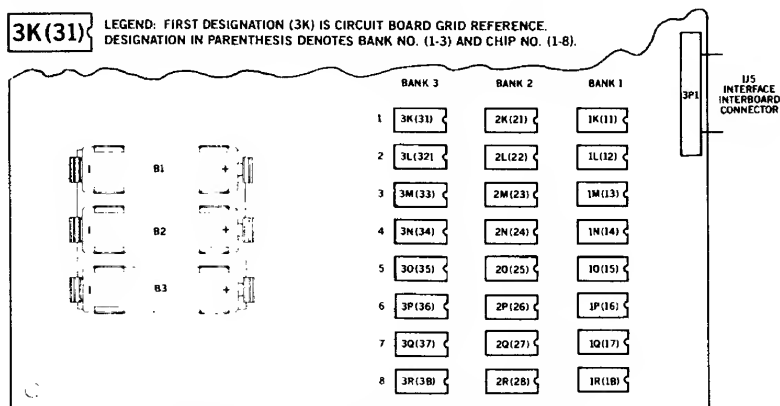 3K(31)
LEGEND: FIRST DESIGNATION (3K) IS CIRCUIT BOARD GRID REFERENCE.
DESIGNATION IN PARENTHESIS DENOTES BANK NO. (1-3) AND CHIP NO. (1-8).
BANK 3 BANK 2 BANK 1
3P1
IJ5
INTERFACE
INTERBOARD
CONNECTOR
1 3K(31) 2K(21) 1K(11)
2 3L(32) 2L(22) 1L(12)
- B1 +
3 3M(33) 2M(23) 1M(13)
4 3N(34) 2N(24) 1N(14)
- B2 +
5 3O(35) 2O(25) 1O(15)
- B3 +
6 3P(36) 2P(26) 1P(16)
7 3Q(37) 2Q(27) 1Q(17)
8 3R(38) 2R(28) 1R(18)